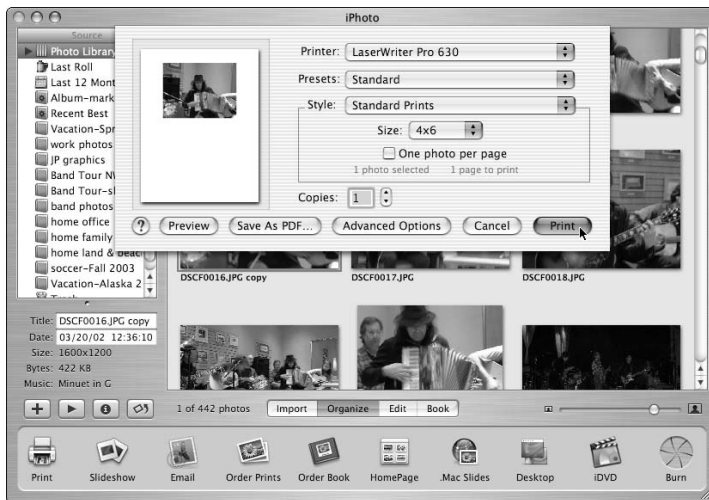 iPhoto
Source
Photo Library
Last Roll
Last 12 Mont
Album-mark
Recent Best
Vacation-Spr
work photos
JP graphics
Band Tour N
Band Tour-sl
band photos
home office
home family
home land & beac
soccer-Fall 2003
Vacation-Alaska 2
Printer: LaserWriter Pro 630
Presets: Standard
Style: Standard Prints
Size: 4x6
One photo per page
1 photo selected 1 page to print
Copies: 1
? Preview Save As PDF... Advanced Options Cancel Print
DSCF0016.JPG copy DSCF0017.JPG DSCF0018.JPG
Title: DSCF0016.JPG copy
Date: 03/20/02 12:36:10
Size: 1600x1200
Bytes: 422 KB
Music: Minuet in G
1 of 442 photos Import Organize Edit Book
Print Slideshow Email Order Prints Order Book HomePage .Mac Slides Desktop iDVD Burn